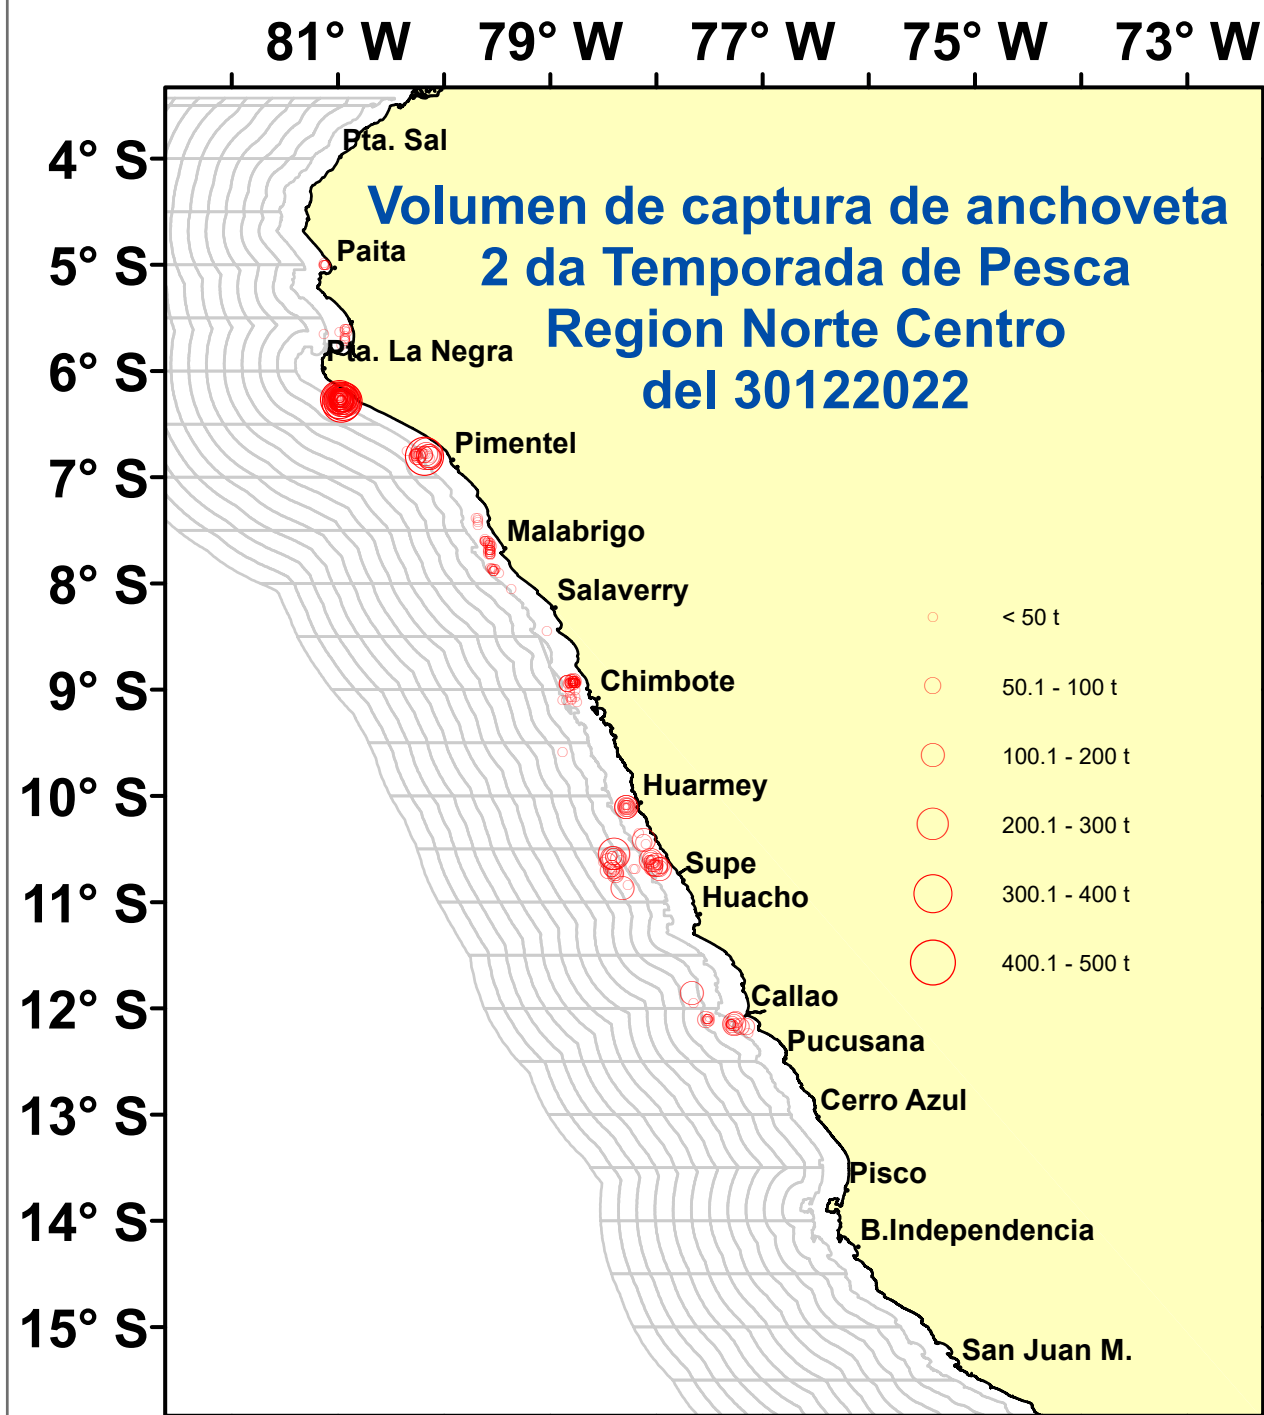 81° W 79° W 77° W 75° W 73° W
Pta. Sal
4° S
Volumen de captura de anchoveta
2 da Temporada de Pesca
Region Norte Centro
del 30122022
Paita
5° S
Pta. La Negra
6° S
Pimentel
7° S
Malabrigo
8° S
Salaverry
< 50 t
9° S
Chimbote
50.1 - 100 t
100.1 - 200 t
10° S
Huarmey
200.1 - 300 t
Supe
11° S
Huacho
300.1 - 400 t
400.1 - 500 t
12° S
Callao
Pucusana
13° S
Cerro Azul
Pisco
14° S
B.Independencia
15° S
San Juan M.